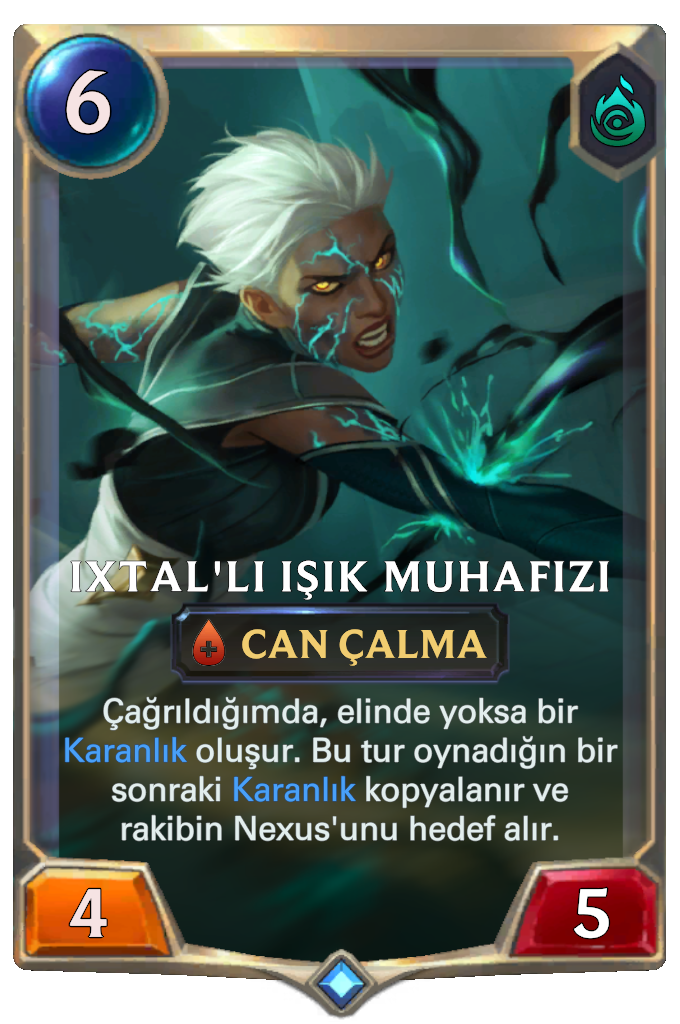 6
IXTAL'LI IŞIK MUHAFIZI
CAN ÇALMA
Çağrıldığımda, elinde yoksa bir
Karanlık oluşur. Bu tur oynadığın bir
sonraki Karanlık kopyalanır ve
rakibin Nexus'unu hedef alır.
4
5